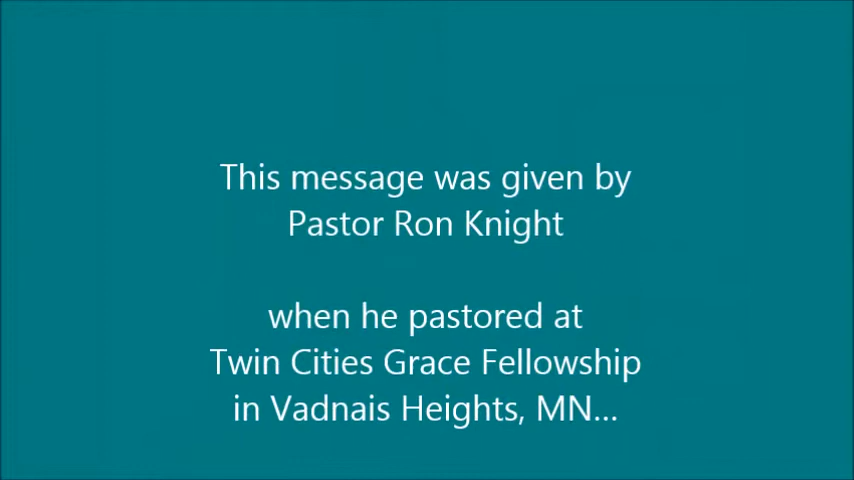 This message was given by
Pastor Ron Knight
when he pastored at
Twin Cities Grace Fellowship
in Vadnais Heights, MN...